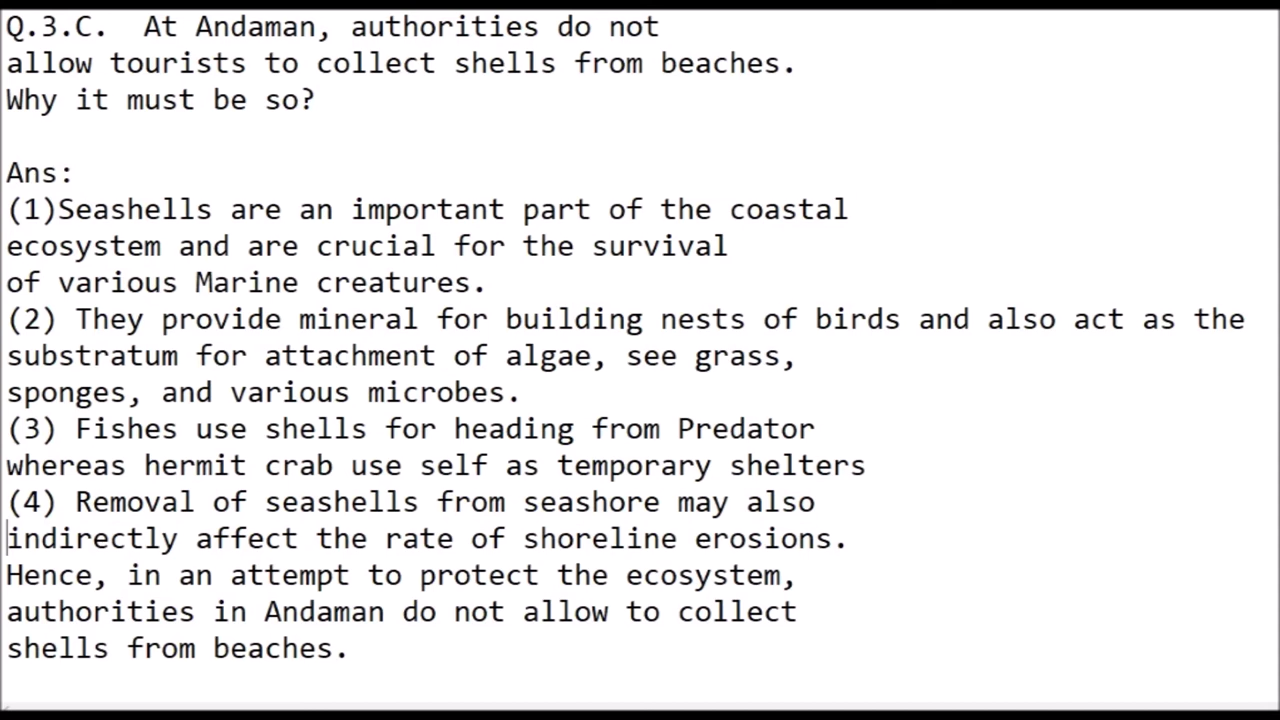 Q.3.C.  At Andaman, authorities do not
allow tourists to collect shells from beaches.
Why it must be so?
Ans:
(1)Seashells are an important part of the coastal
ecosystem and are crucial for the survival
of various Marine creatures.
(2) They provide mineral for building nests of birds and also act as the
substratum for attachment of algae, see grass,
sponges, and various microbes.
(3) Fishes use shells for heading from Predator
whereas hermit crab use self as temporary shelters
(4) Removal of seashells from seashore may also
indirectly affect the rate of shoreline erosions.
Hence, in an attempt to protect the ecosystem,
authorities in Andaman do not allow to collect
shells from beaches.